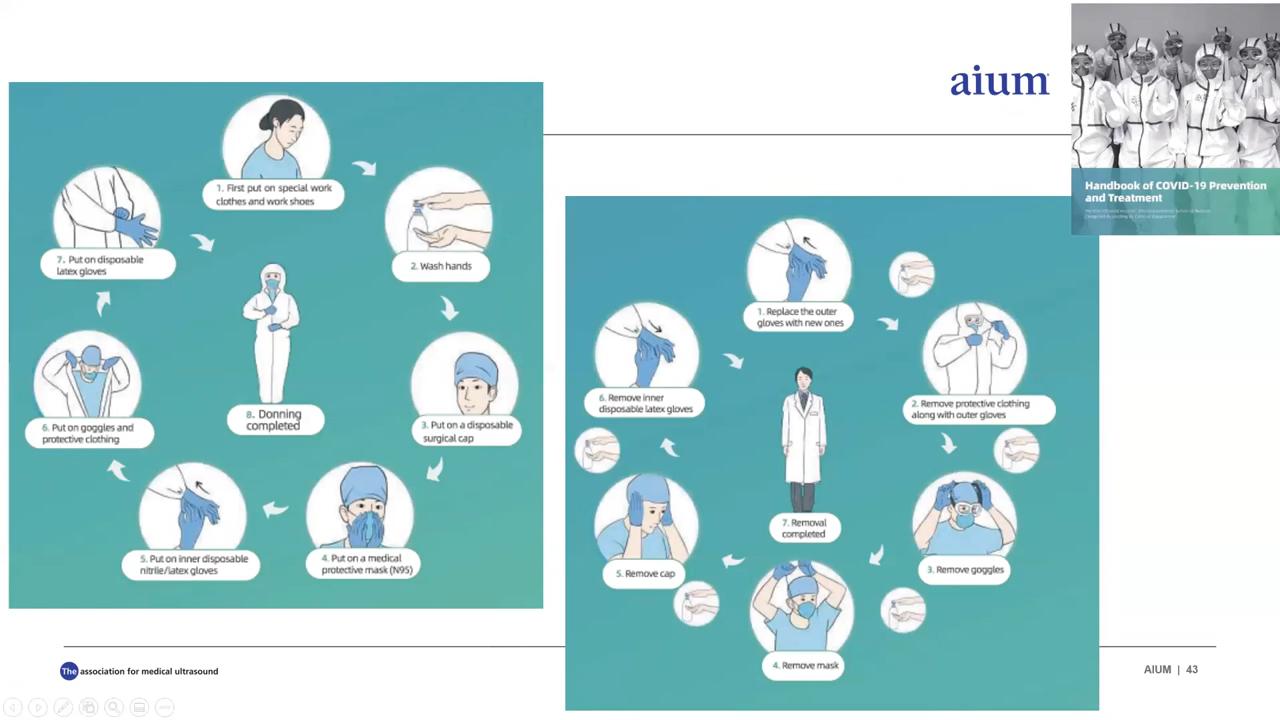 aium
Handbook of COVID-19 Prevention
and Treatment
1. First put on special work
clothes and work shoes
2. Wash hands
3. Put on a disposable
surgical cap
4. Put on a medical
protective mask (N95)
5. Put on inner disposable
nitrile/latex gloves
6. Put on goggles and
protective clothing
7. Put on disposable
latex gloves
8. Donning
completed
1. Replace the outer
gloves with new ones
2. Remove protective clothing
along with outer gloves
3. Remove goggles
4. Remove mask
5. Remove cap
6. Remove inner
disposable latex gloves
7. Removal
completed
The association for medical ultrasound
AIUM | 43